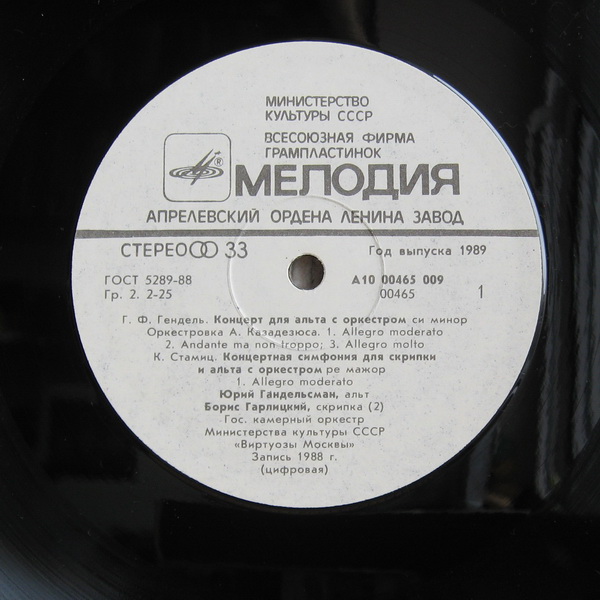 МИНИСТЕРСТВО
КУЛЬТУРЫ СССР
ВСЕСОЮЗНАЯ ФИРМА
ГРАМПЛАСТИНОК
®
МЕЛОДИЯ
АПРЕЛЕВСКИЙ ОРДЕНА ЛЕНИНА ЗАВОД
СТЕРЕО 33
Год выпуска 1989
ГОСТ 5289-88
А10 00465 009
Гр. 2. 2-25
00465
1
Г. Ф. Гендель. Концерт для альта с оркестром си минор
Оркестровка А. Казадезюса. 1. Allegro moderato
2. Andante ma non troppo; 3. Allegro molto
К. Стамиц. Концертная симфония для скрипки
и альта с оркестром ре мажор
1. Allegro moderato
Юрий Гандельсман, альт
Борис Гарлицкий, скрипка (2)
Гос. камерный оркестр
Министерства культуры СССР
«Виртуозы Москвы»
Запись 1988 г.
(цифровая)